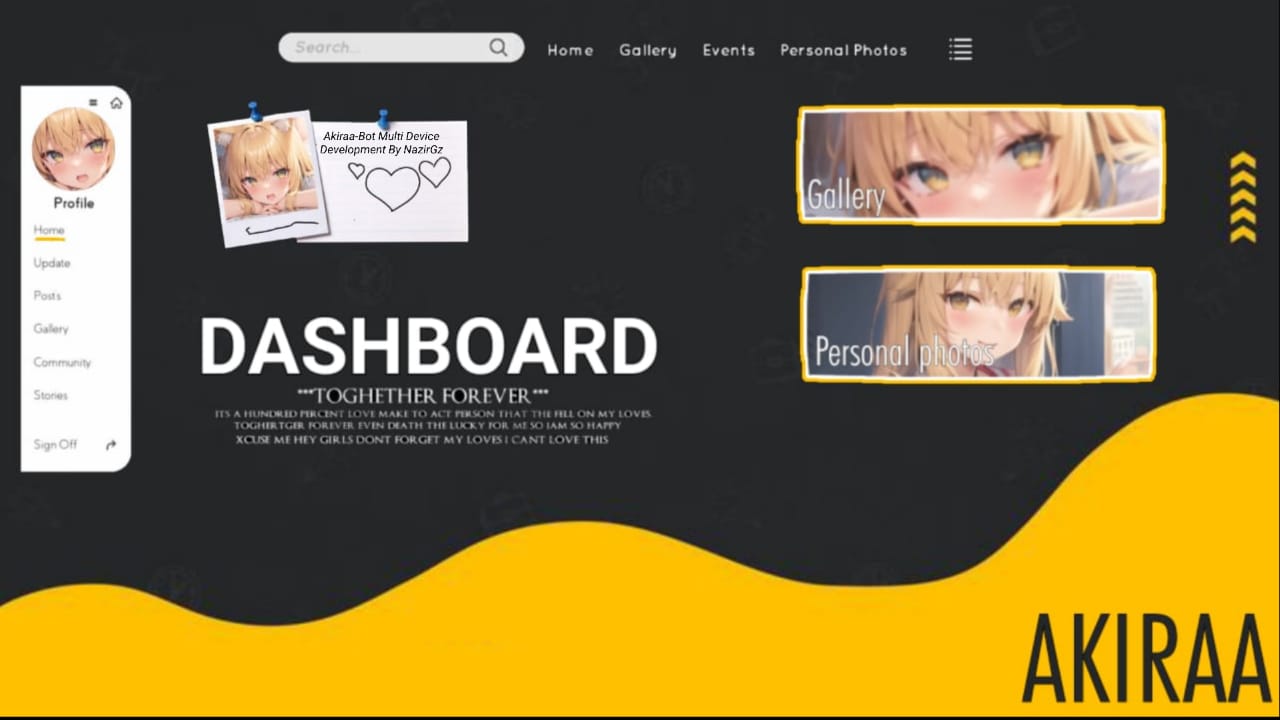 Search...
Home Gallery Events Personal Photos
Profile
Home
Update
Posts
Gallery
Community
Stories
Sign Off
Akiraa-Bot Multi Device
Development By NazirGz
DASHBOARD
***TOGHETHER FOREVER***
ITS A HUNDRED PERCENT LOVE MAKE TO ACT PERSON THAT THE FELL ON MY LOVES.
TOGHERTGER FOREVER EVEN DEATH THE LUCKY FOR ME SO IAM SO HAPPY
XCUSE ME HEY GIRLS DONT FORGET MY LOVES I CANT LOVE THIS
Gallery
Personal photos
AKIRAA